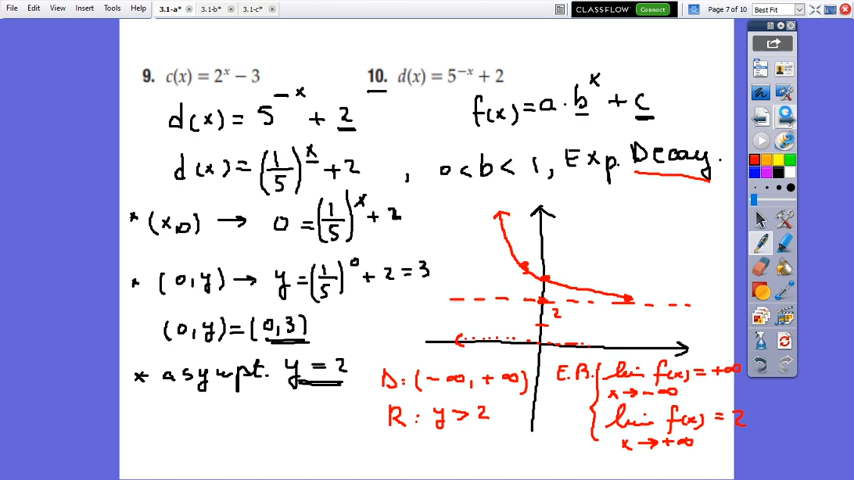 File Edit View Insert Tools Help
3.1-a* 3.1-b* 3.1-c*
CLASSFLOW Connect
Page 7 of 10 Best Fit
9. c(x) = 2^x − 3
10. d(x) = 5^−x + 2
d(x) = 5^−x + 2
f(x) = a · b^x + c
d(x) = (1/5)^x + 2 , 0 < b < 1, Exp. Decay.
* (x,0) → 0 = (1/5)^x + 2
* (0,y) → y = (1/5)^0 + 2 = 3
(0,y) = (0,3)
* asympt. y = 2
2
D: (−∞, +∞)
R: y > 2
E.B. { lim f(x) = +∞
x → −∞
lim f(x) = 2
x → +∞